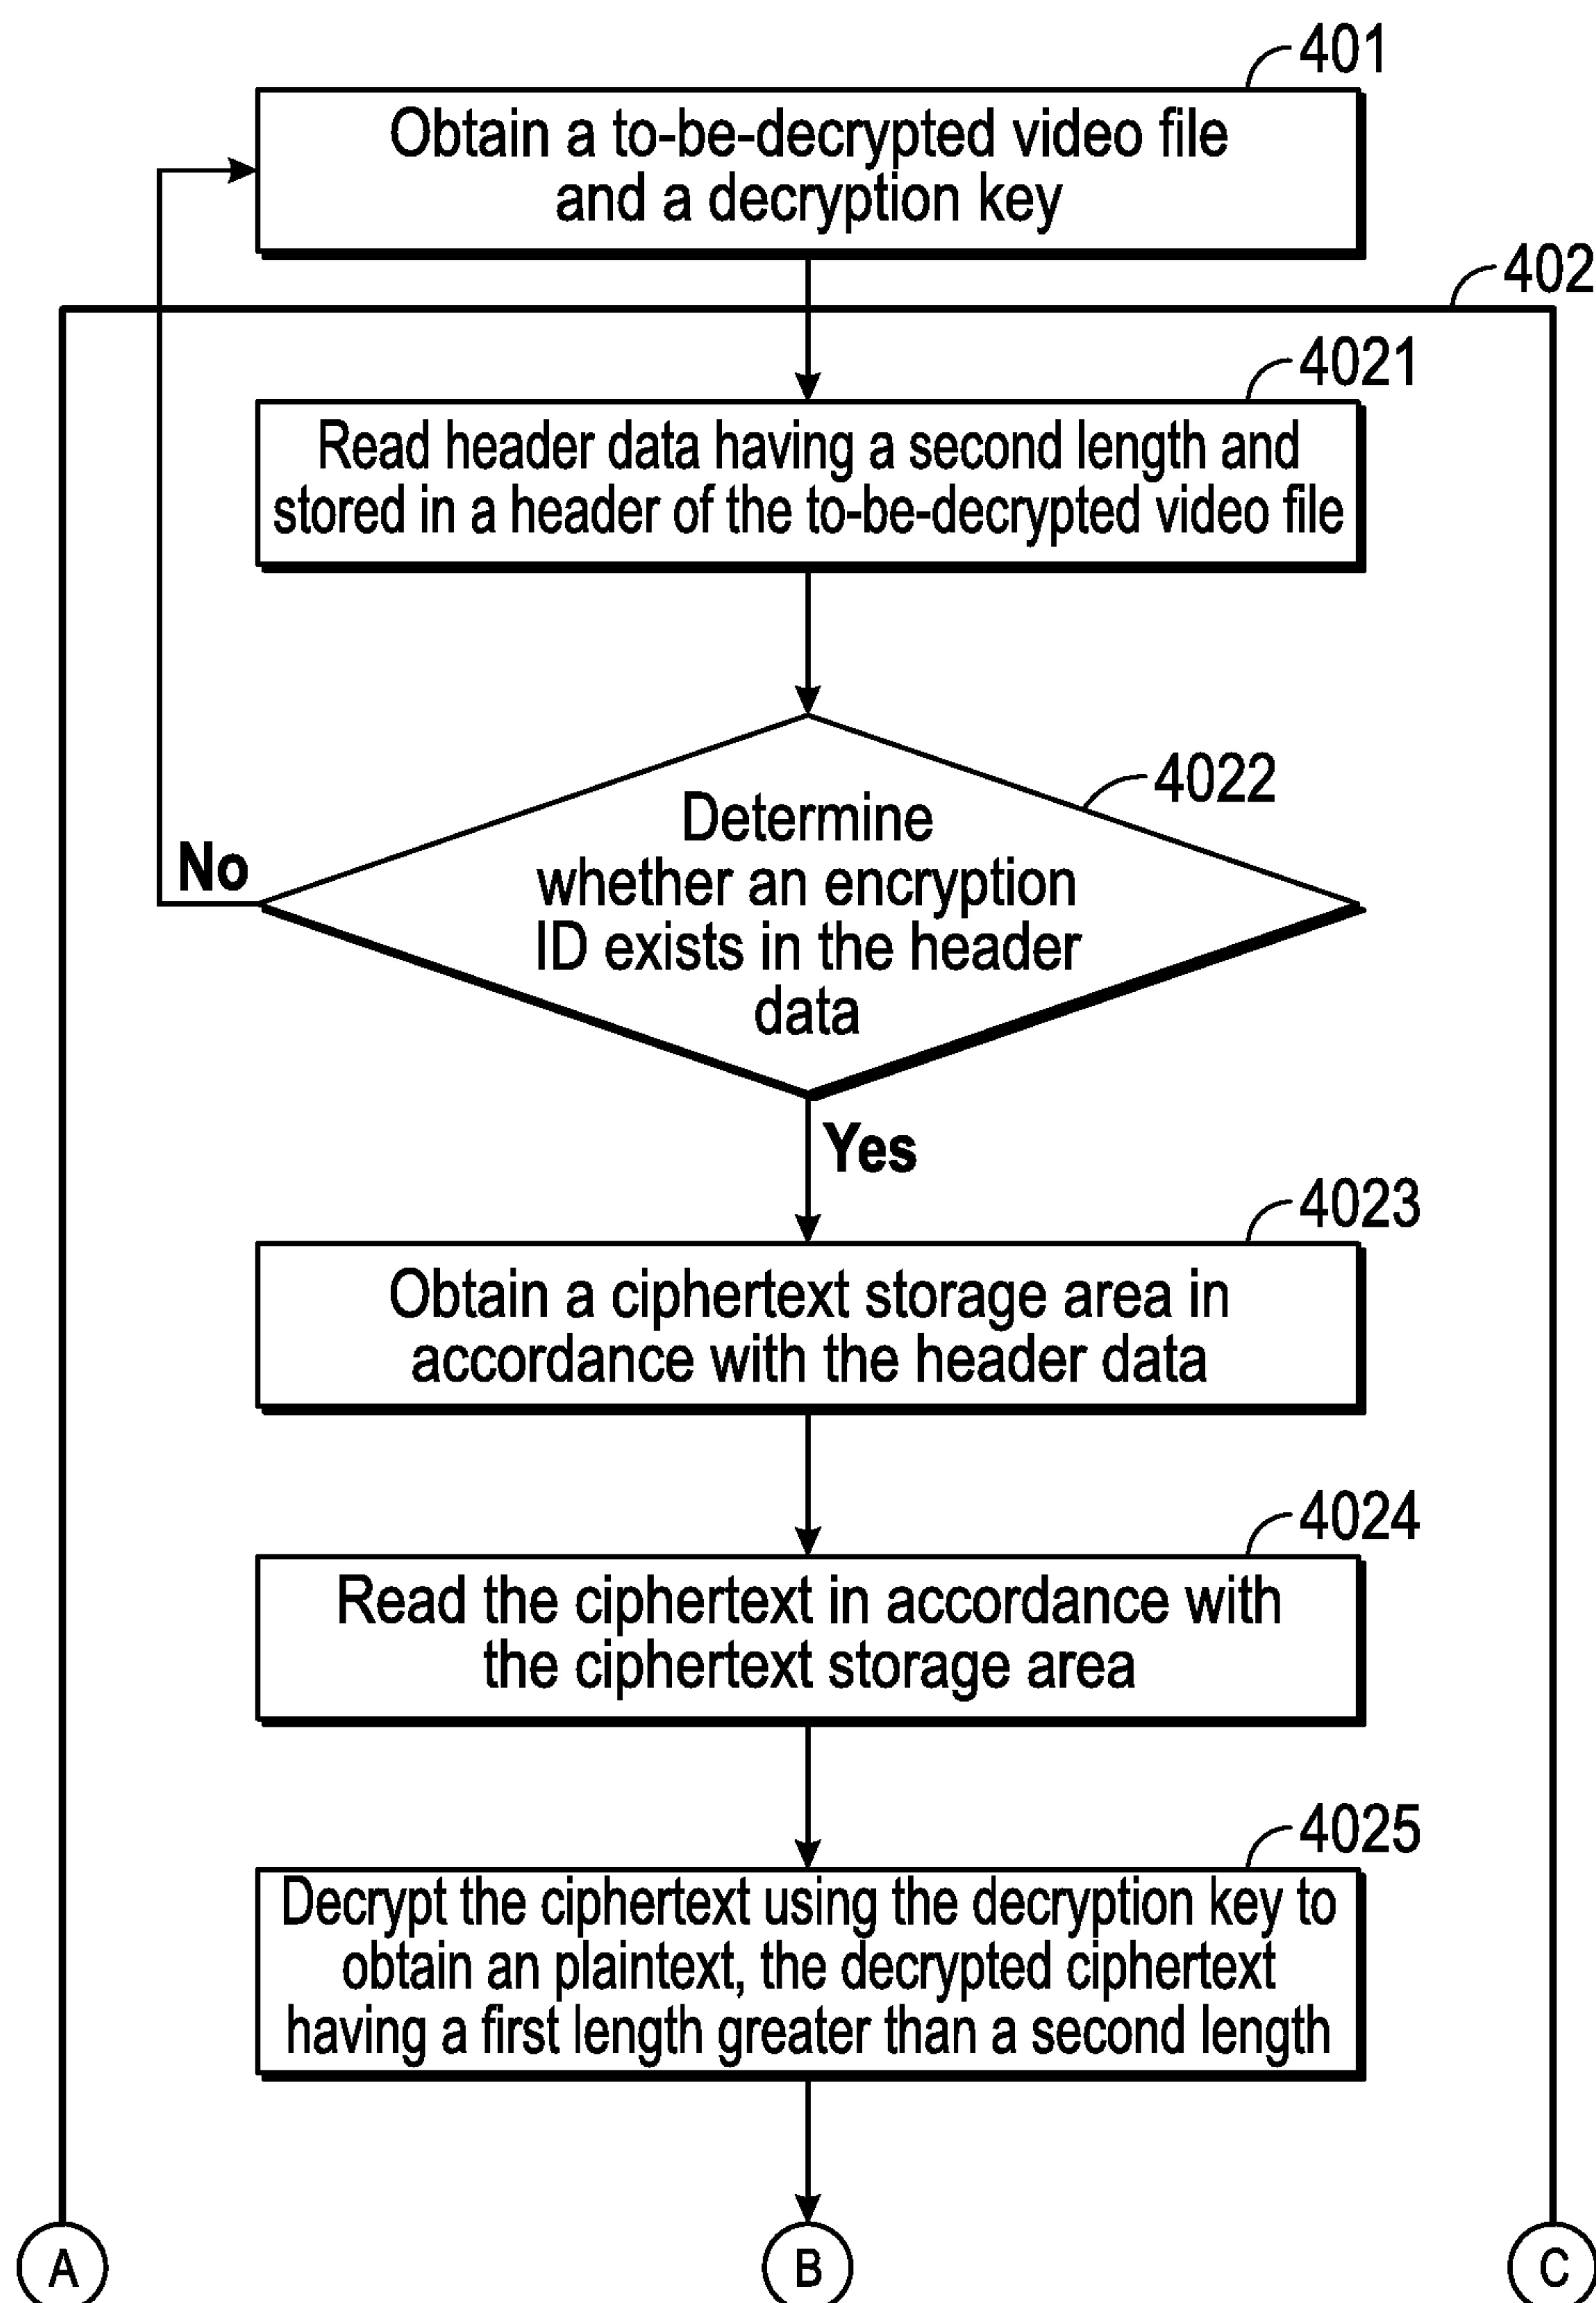 401
Obtain a to-be-decrypted video file
and a decryption key
402
4021
Read header data having a second length and
stored in a header of the to-be-decrypted video file
4022
Determine
whether an encryption
ID exists in the header
data
No
Yes
4023
Obtain a ciphertext storage area in
accordance with the header data
4024
Read the ciphertext in accordance with
the ciphertext storage area
4025
Decrypt the ciphertext using the decryption key to
obtain an plaintext, the decrypted ciphertext
having a first length greater than a second length
A
B
C